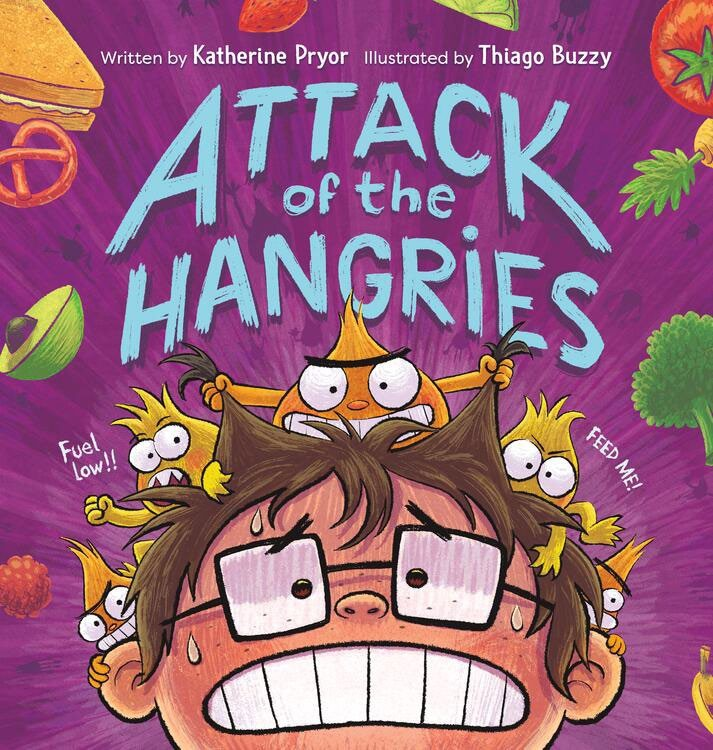 Written by Katherine Pryor Illustrated by Thiago Buzzy
ATTACK
of the
HANGRiES
Fuel
Low!!
FEED ME!